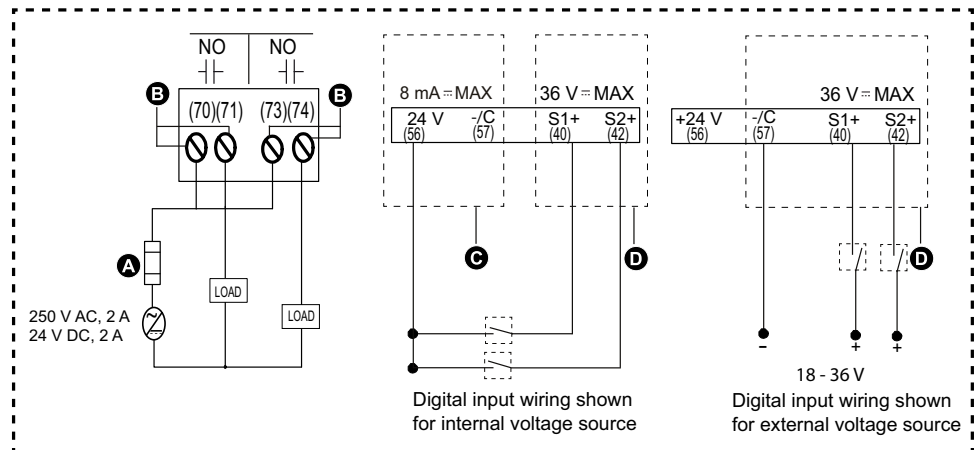 NO NO
B B
(70)(71) (73)(74)
A
LOAD
LOAD
250 V AC, 2 A
24 V DC, 2 A
8 mA ⎓ MAX 36 V ⎓ MAX
24 V -/C S1+ S2+
(56) (57) (40) (42)
C D
Digital input wiring shown
for internal voltage source
36 V ⎓ MAX
+24 V -/C S1+ S2+
(56) (57) (40) (42)
D
– + +
18 - 36 V
Digital input wiring shown
for external voltage source